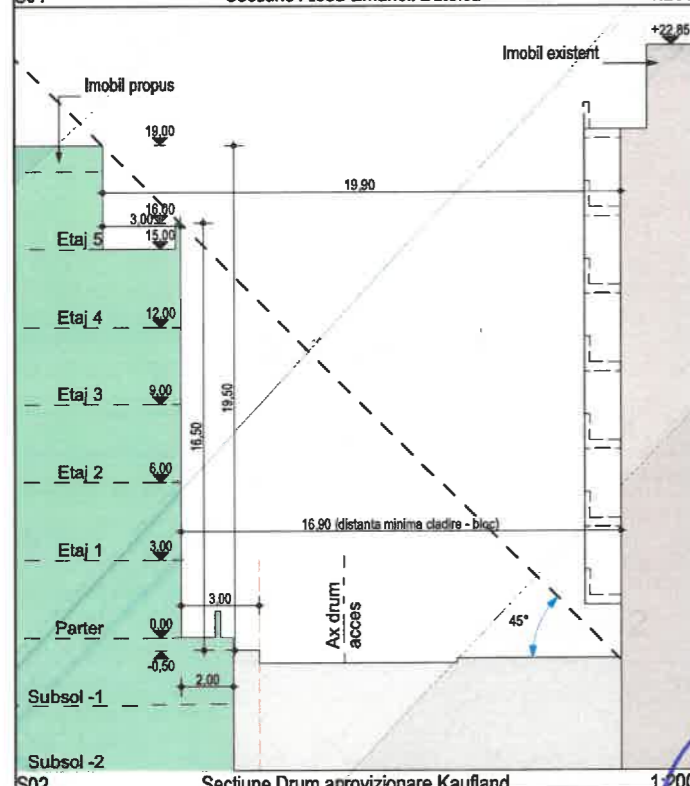 +22,85
Imobil existent
Imobil propus
19,00
19,90
16,00
3,00
Etaj 5
15,00
Etaj 4
12,00
Etaj 3
9,00
16,50
19,50
Etaj 2
6,00
16,90 (distanta minima cladire - bloc)
Etaj 1
3,00
3,00
Ax drum
acces
45°
Parter
0,00
-0,50
2,00
Subsol -1
Subsol -2
S02
Sectiune Drum aprovizionare Kaufland
1:200